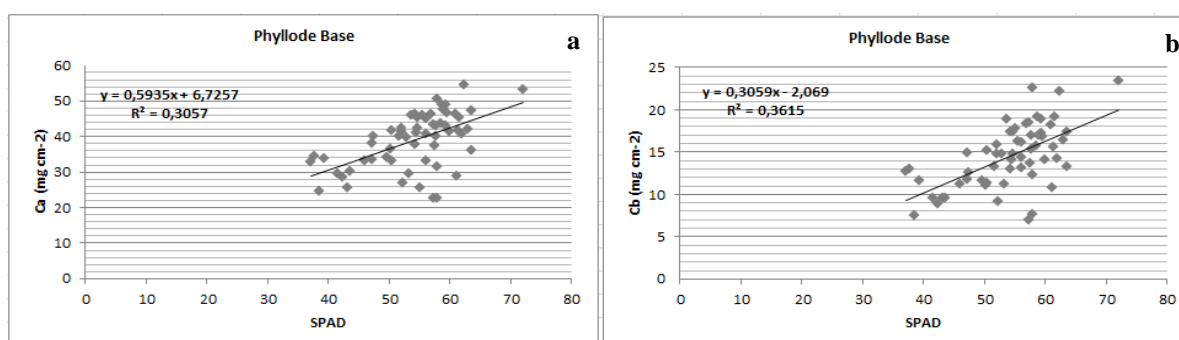 Phyllode Base
a
y = 0,5935x + 6,7257
R² = 0,3057
Ca (mg cm-2)
60
50
40
30
20
10
0
0 10 20 30 40 50 60 70 80
SPAD
Phyllode Base
b
y = 0,3059x - 2,069
R² = 0,3615
Cb (mg cm-2)
25
20
15
10
5
0
0 10 20 30 40 50 60 70 80
SPAD